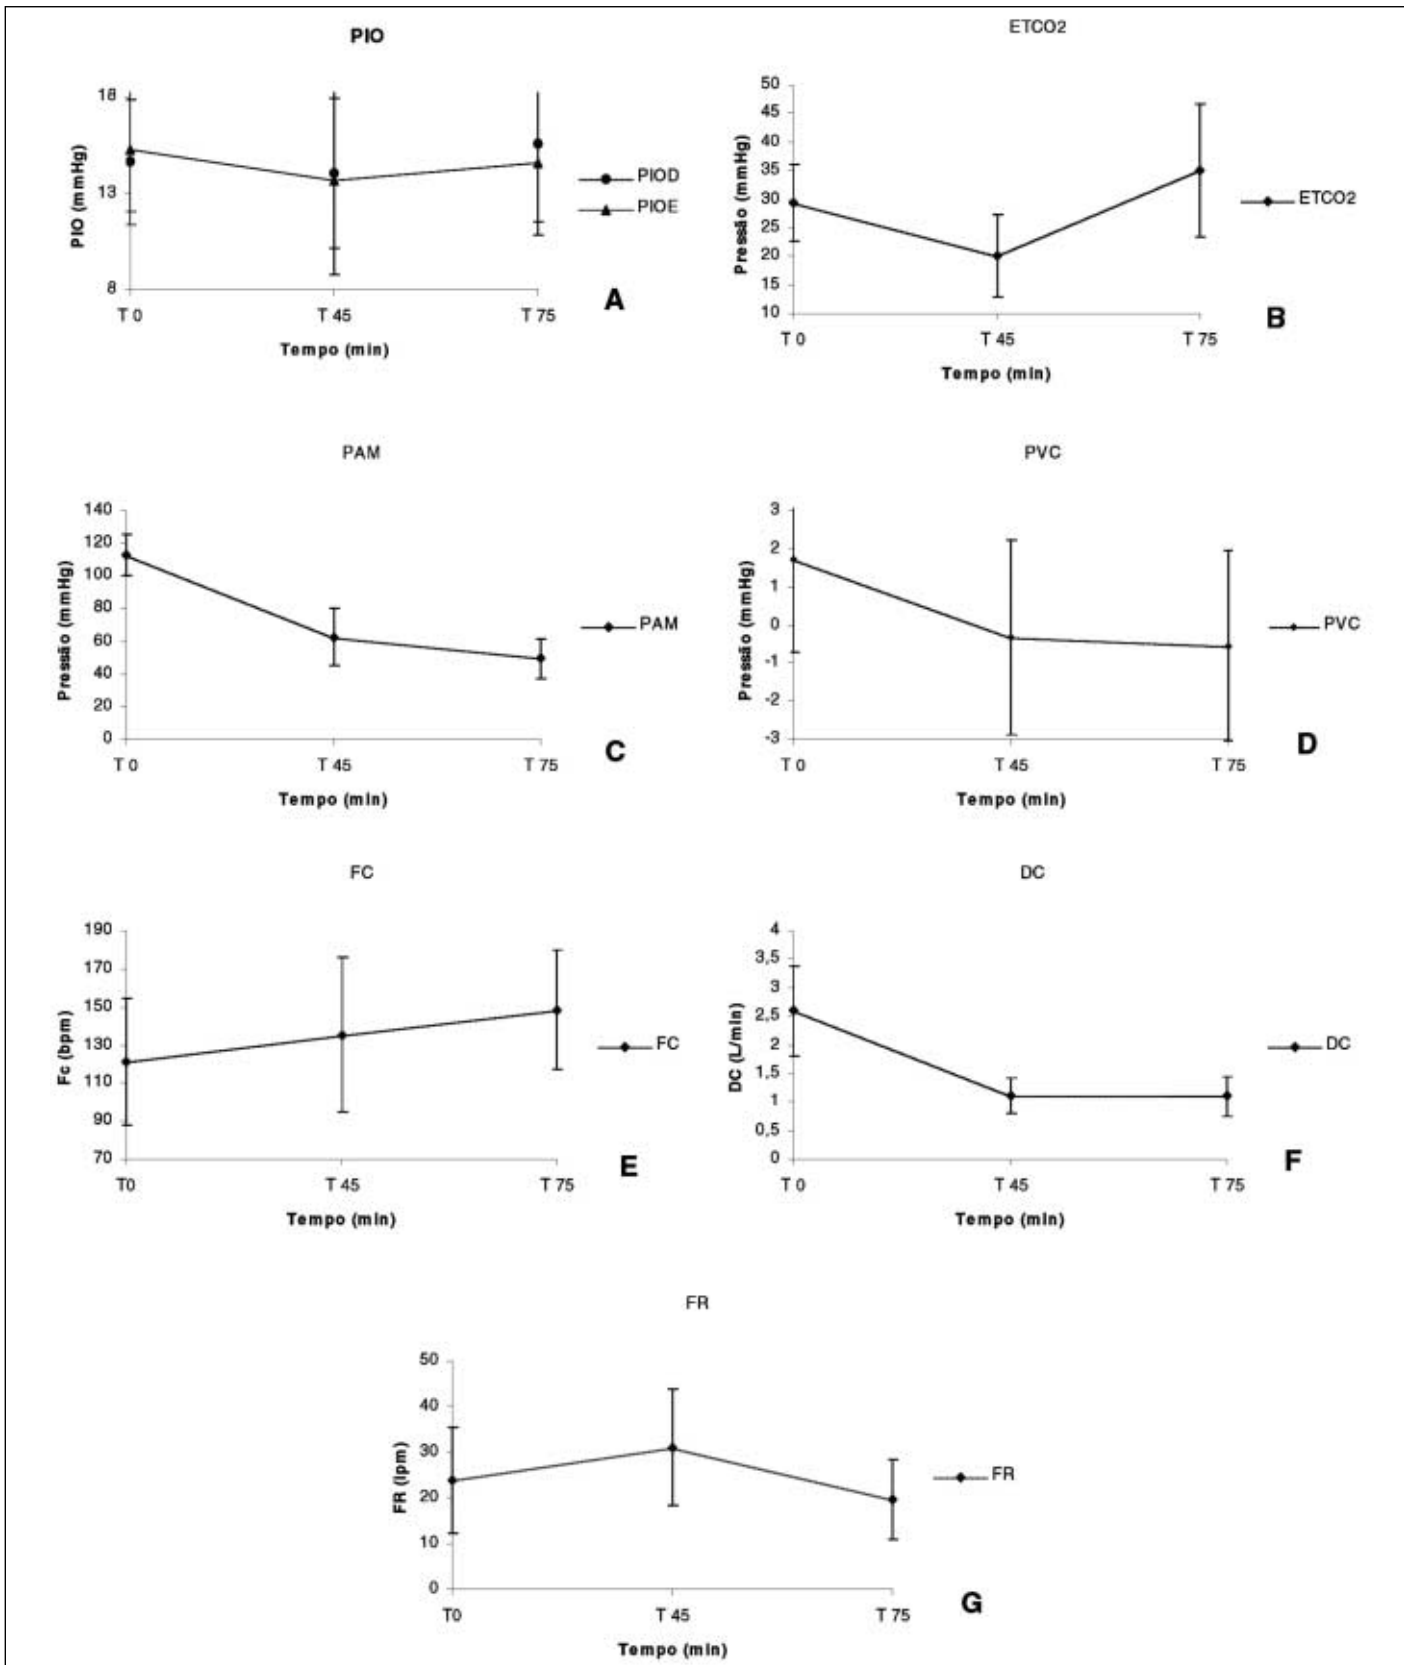 PIO
18
13
8
PIO (mmHg)
T 0 T 45 T 75
Tempo (min)
PIOD
PIOE
A
ETCO2
50
45
40
35
30
25
20
15
10
Pressão (mmHg)
T 0 T 45 T 75
Tempo (min)
ETCO2
B
PAM
140
120
100
80
60
40
20
0
Pressão (mmHg)
T 0 T 45 T 75
Tempo (min)
PAM
C
PVC
3
2
1
0
-1
-2
-3
Pressão (mmHg)
T 0 T 45 T 75
Tempo (min)
PVC
D
FC
190
170
150
130
110
90
70
Fc (bpm)
T0 T 45 T 75
Tempo (min)
FC
E
DC
4
3,5
3
2,5
2
1,5
1
0,5
0
DC (L/min)
T 0 T 45 T 75
Tempo (min)
DC
F
FR
50
40
30
20
10
0
FR (ipm)
T0 T 45 T 75
Tempo (min)
FR
G